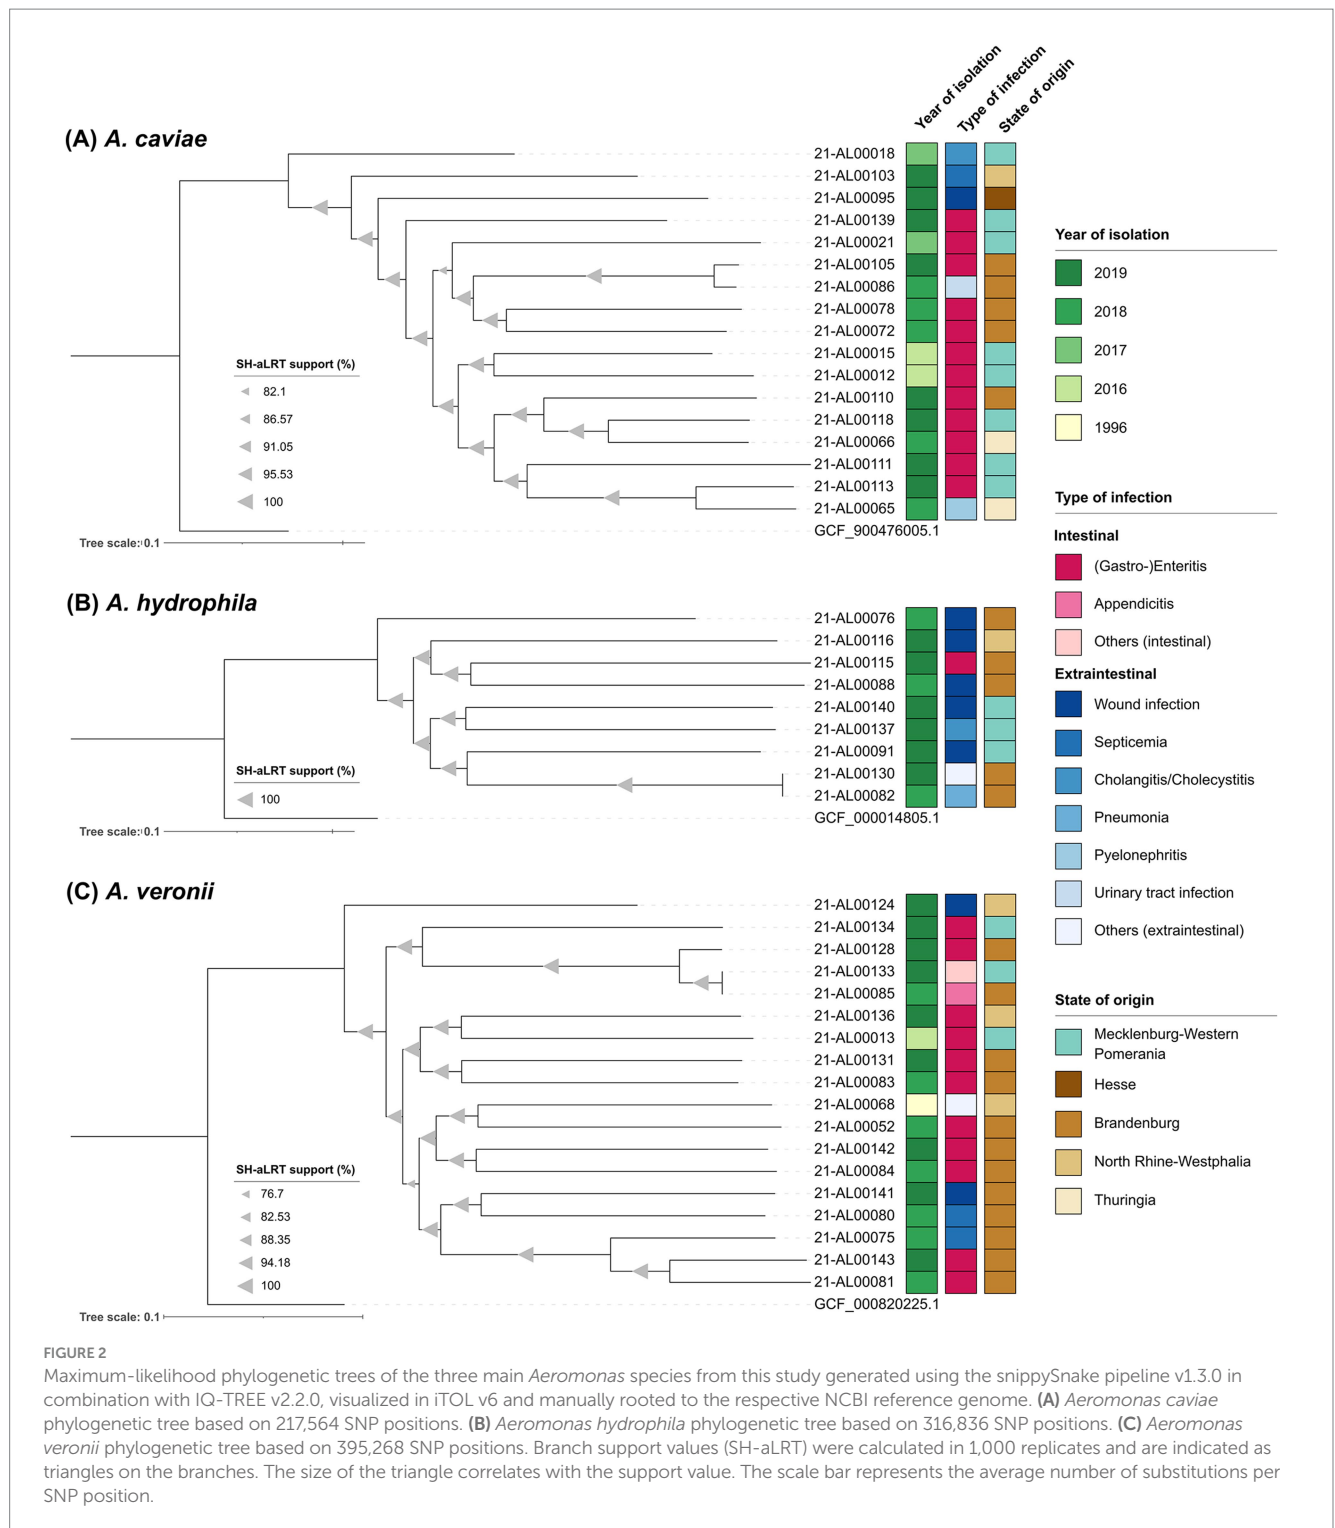 Year of isolation
Type of infection
State of origin
(A) A. caviae
21-AL00018
21-AL00103
21-AL00095
21-AL00139
21-AL00021
21-AL00105
21-AL00086
21-AL00078
21-AL00072
21-AL00015
21-AL00012
21-AL00110
21-AL00118
21-AL00066
21-AL00111
21-AL00113
21-AL00065
GCF_900476005.1
SH-aLRT support (%)
82.1
86.57
91.05
95.53
100
Tree scale: 0.1
(B) A. hydrophila
21-AL00076
21-AL00116
21-AL00115
21-AL00088
21-AL00140
21-AL00137
21-AL00091
21-AL00130
21-AL00082
GCF_000014805.1
SH-aLRT support (%)
100
Tree scale: 0.1
(C) A. veronii
21-AL00124
21-AL00134
21-AL00128
21-AL00133
21-AL00085
21-AL00136
21-AL00013
21-AL00131
21-AL00083
21-AL00068
21-AL00052
21-AL00142
21-AL00084
21-AL00141
21-AL00080
21-AL00075
21-AL00143
21-AL00081
GCF_000820225.1
SH-aLRT support (%)
76.7
82.53
88.35
94.18
100
Tree scale: 0.1
Year of isolation
2019
2018
2017
2016
1996
Type of infection
Intestinal
(Gastro-)Enteritis
Appendicitis
Others (intestinal)
Extraintestinal
Wound infection
Septicemia
Cholangitis/Cholecystitis
Pneumonia
Pyelonephritis
Urinary tract infection
Others (extraintestinal)
State of origin
Mecklenburg-Western
Pomerania
Hesse
Brandenburg
North Rhine-Westphalia
Thuringia
FIGURE 2
Maximum-likelihood phylogenetic trees of the three main Aeromonas species from this study generated using the snippySnake pipeline v1.3.0 in
combination with IQ-TREE v2.2.0, visualized in iTOL v6 and manually rooted to the respective NCBI reference genome. (A) Aeromonas caviae
phylogenetic tree based on 217,564 SNP positions. (B) Aeromonas hydrophila phylogenetic tree based on 316,836 SNP positions. (C) Aeromonas
veronii phylogenetic tree based on 395,268 SNP positions. Branch support values (SH-aLRT) were calculated in 1,000 replicates and are indicated as
triangles on the branches. The size of the triangle correlates with the support value. The scale bar represents the average number of substitutions per
SNP position.